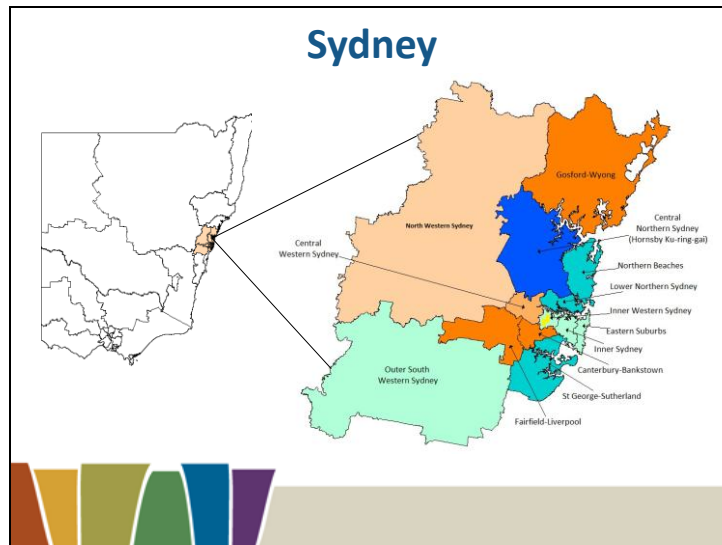 Sydney
Gosford-Wyong
North Western Sydney
Central
Western Sydney
Central
Northern Sydney
(Hornsby Ku-ring-gai)
Northern Beaches
Lower Northern Sydney
Inner Western Sydney
Eastern Suburbs
Inner Sydney
Canterbury-Bankstown
St George-Sutherland
Fairfield-Liverpool
Outer South
Western Sydney